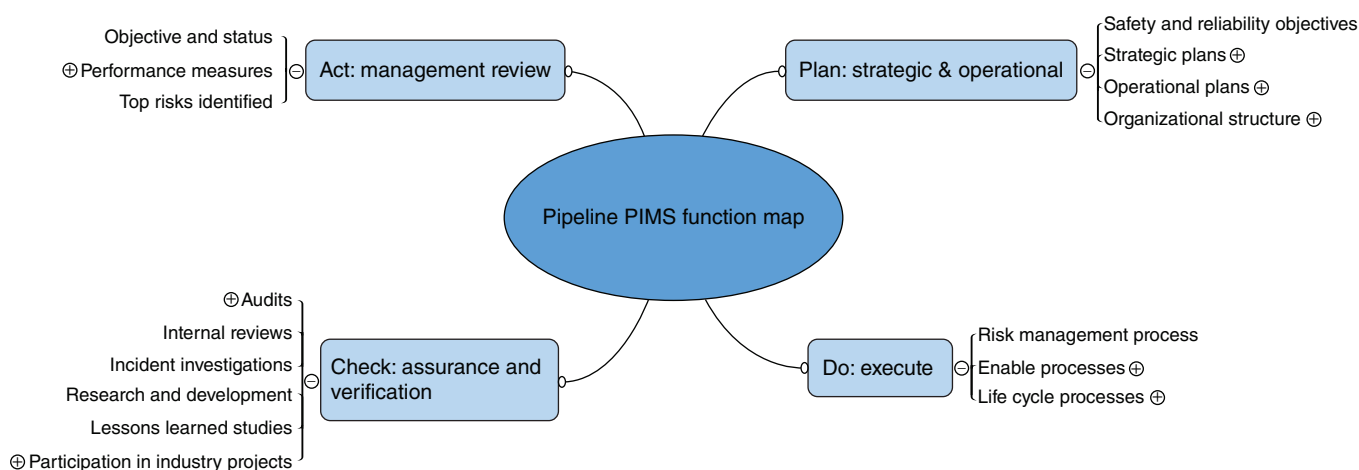 Objective and status
Performance measures
Top risks identified
Act: management review
Plan: strategic & operational
Safety and reliability objectives
Strategic plans
Operational plans
Organizational structure
Pipeline PIMS function map
Audits
Internal reviews
Incident investigations
Research and development
Lessons learned studies
Participation in industry projects
Check: assurance and
verification
Do: execute
Risk management process
Enable processes
Life cycle processes